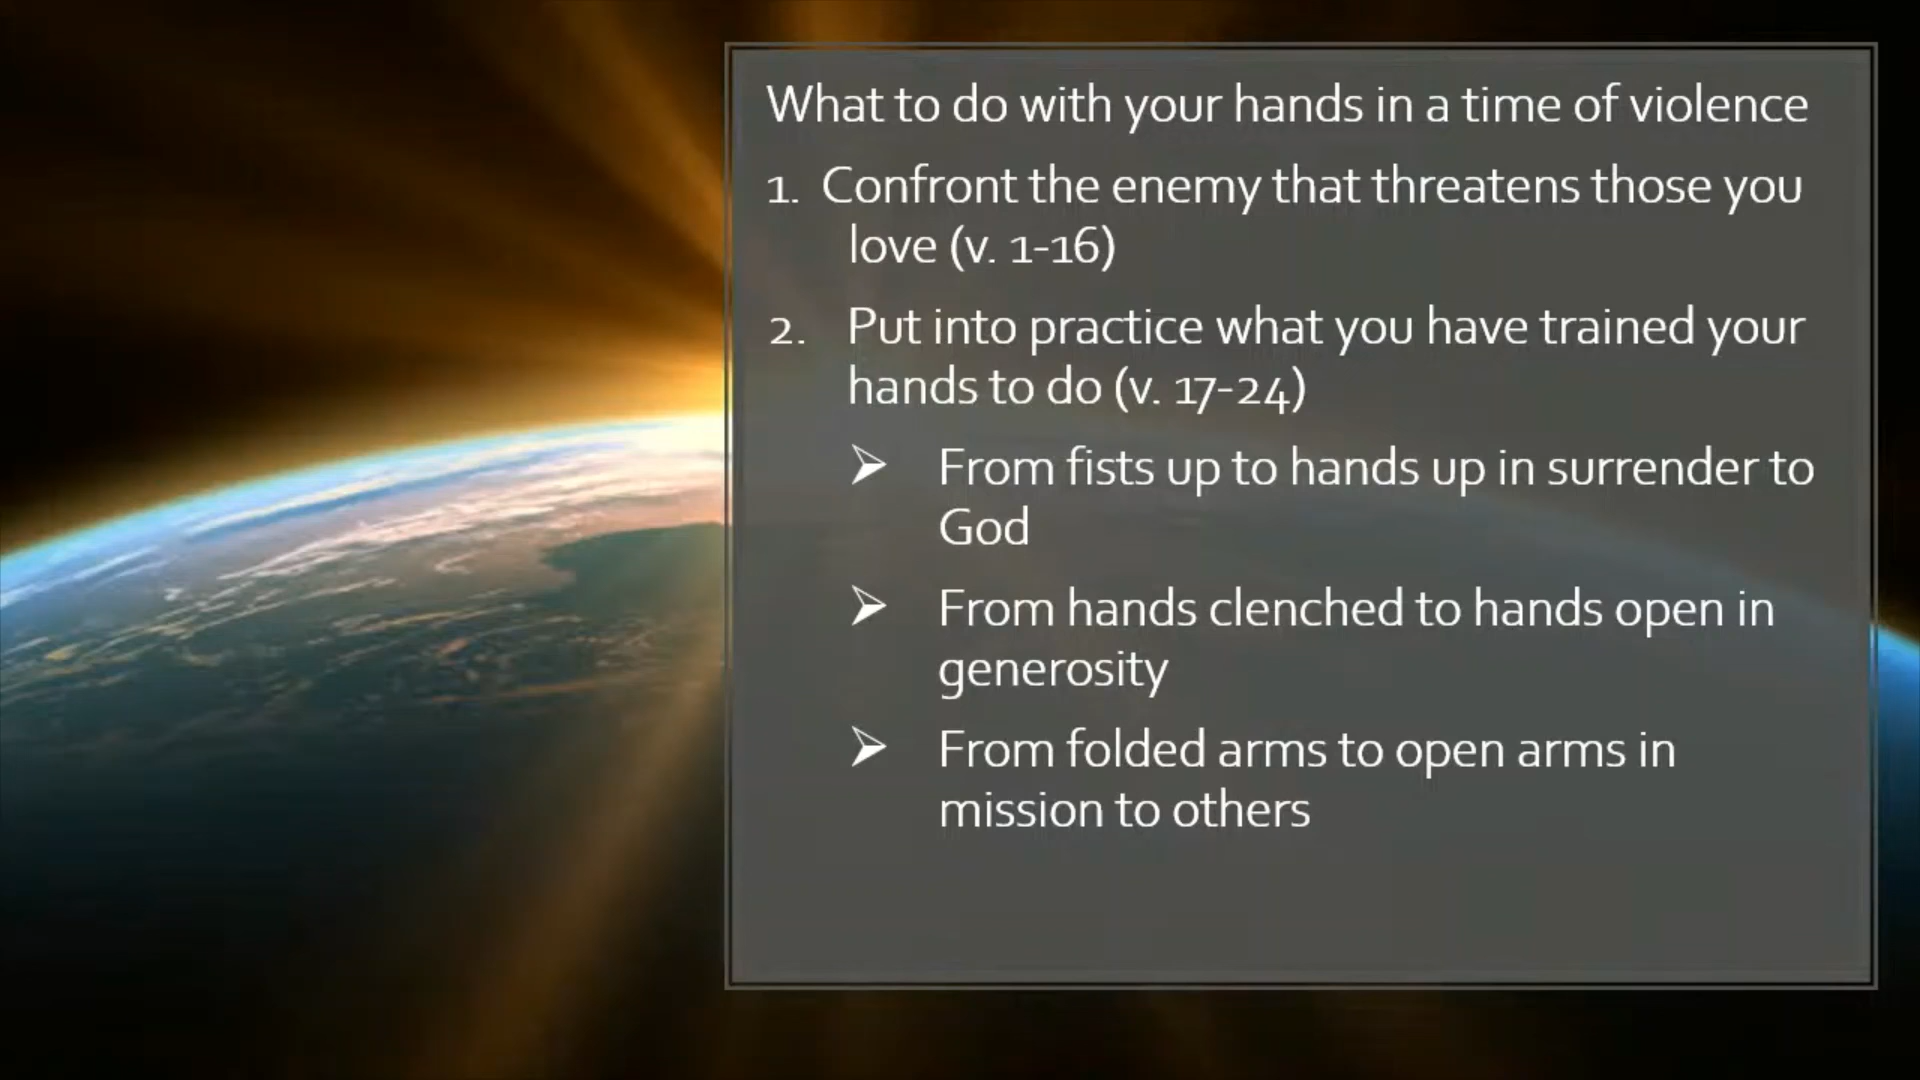 What to do with your hands in a time of violence
1. Confront the enemy that threatens those you
love (v. 1-16)
2. Put into practice what you have trained your
hands to do (v. 17-24)
➢ From fists up to hands up in surrender to
God
➢ From hands clenched to hands open in
generosity
➢ From folded arms to open arms in
mission to others